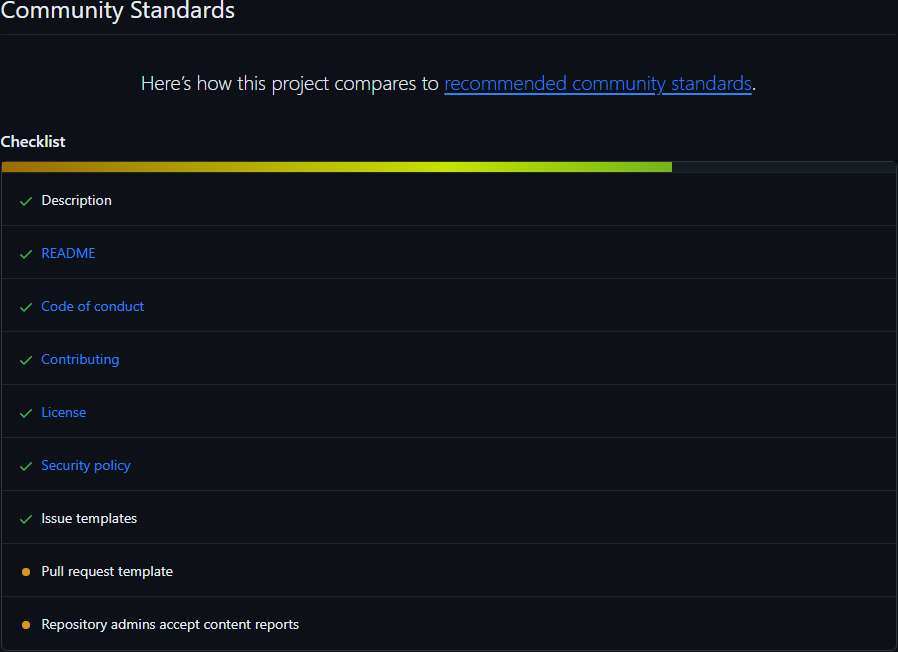 Community Standards
Here’s how this project compares to recommended community standards.
Checklist
Description
README
Code of conduct
Contributing
License
Security policy
Issue templates
Pull request template
Repository admins accept content reports